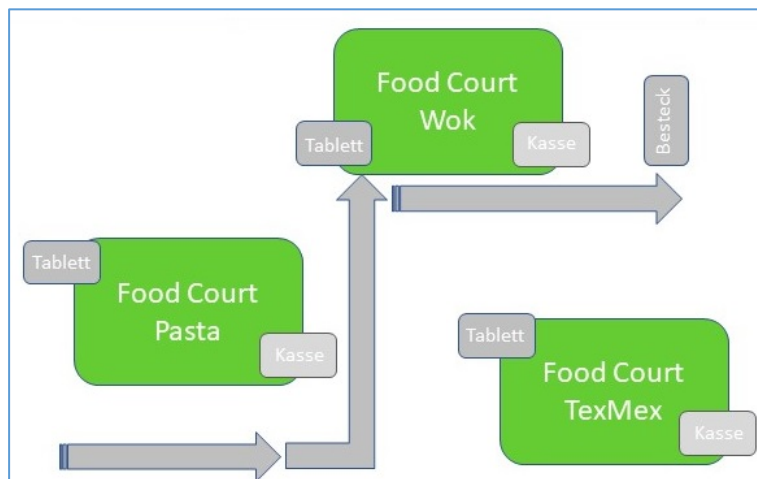 Food Court
Wok
Tablett
Kasse
Besteck
Tablett
Food Court
Pasta
Kasse
Tablett
Food Court
TexMex
Kasse